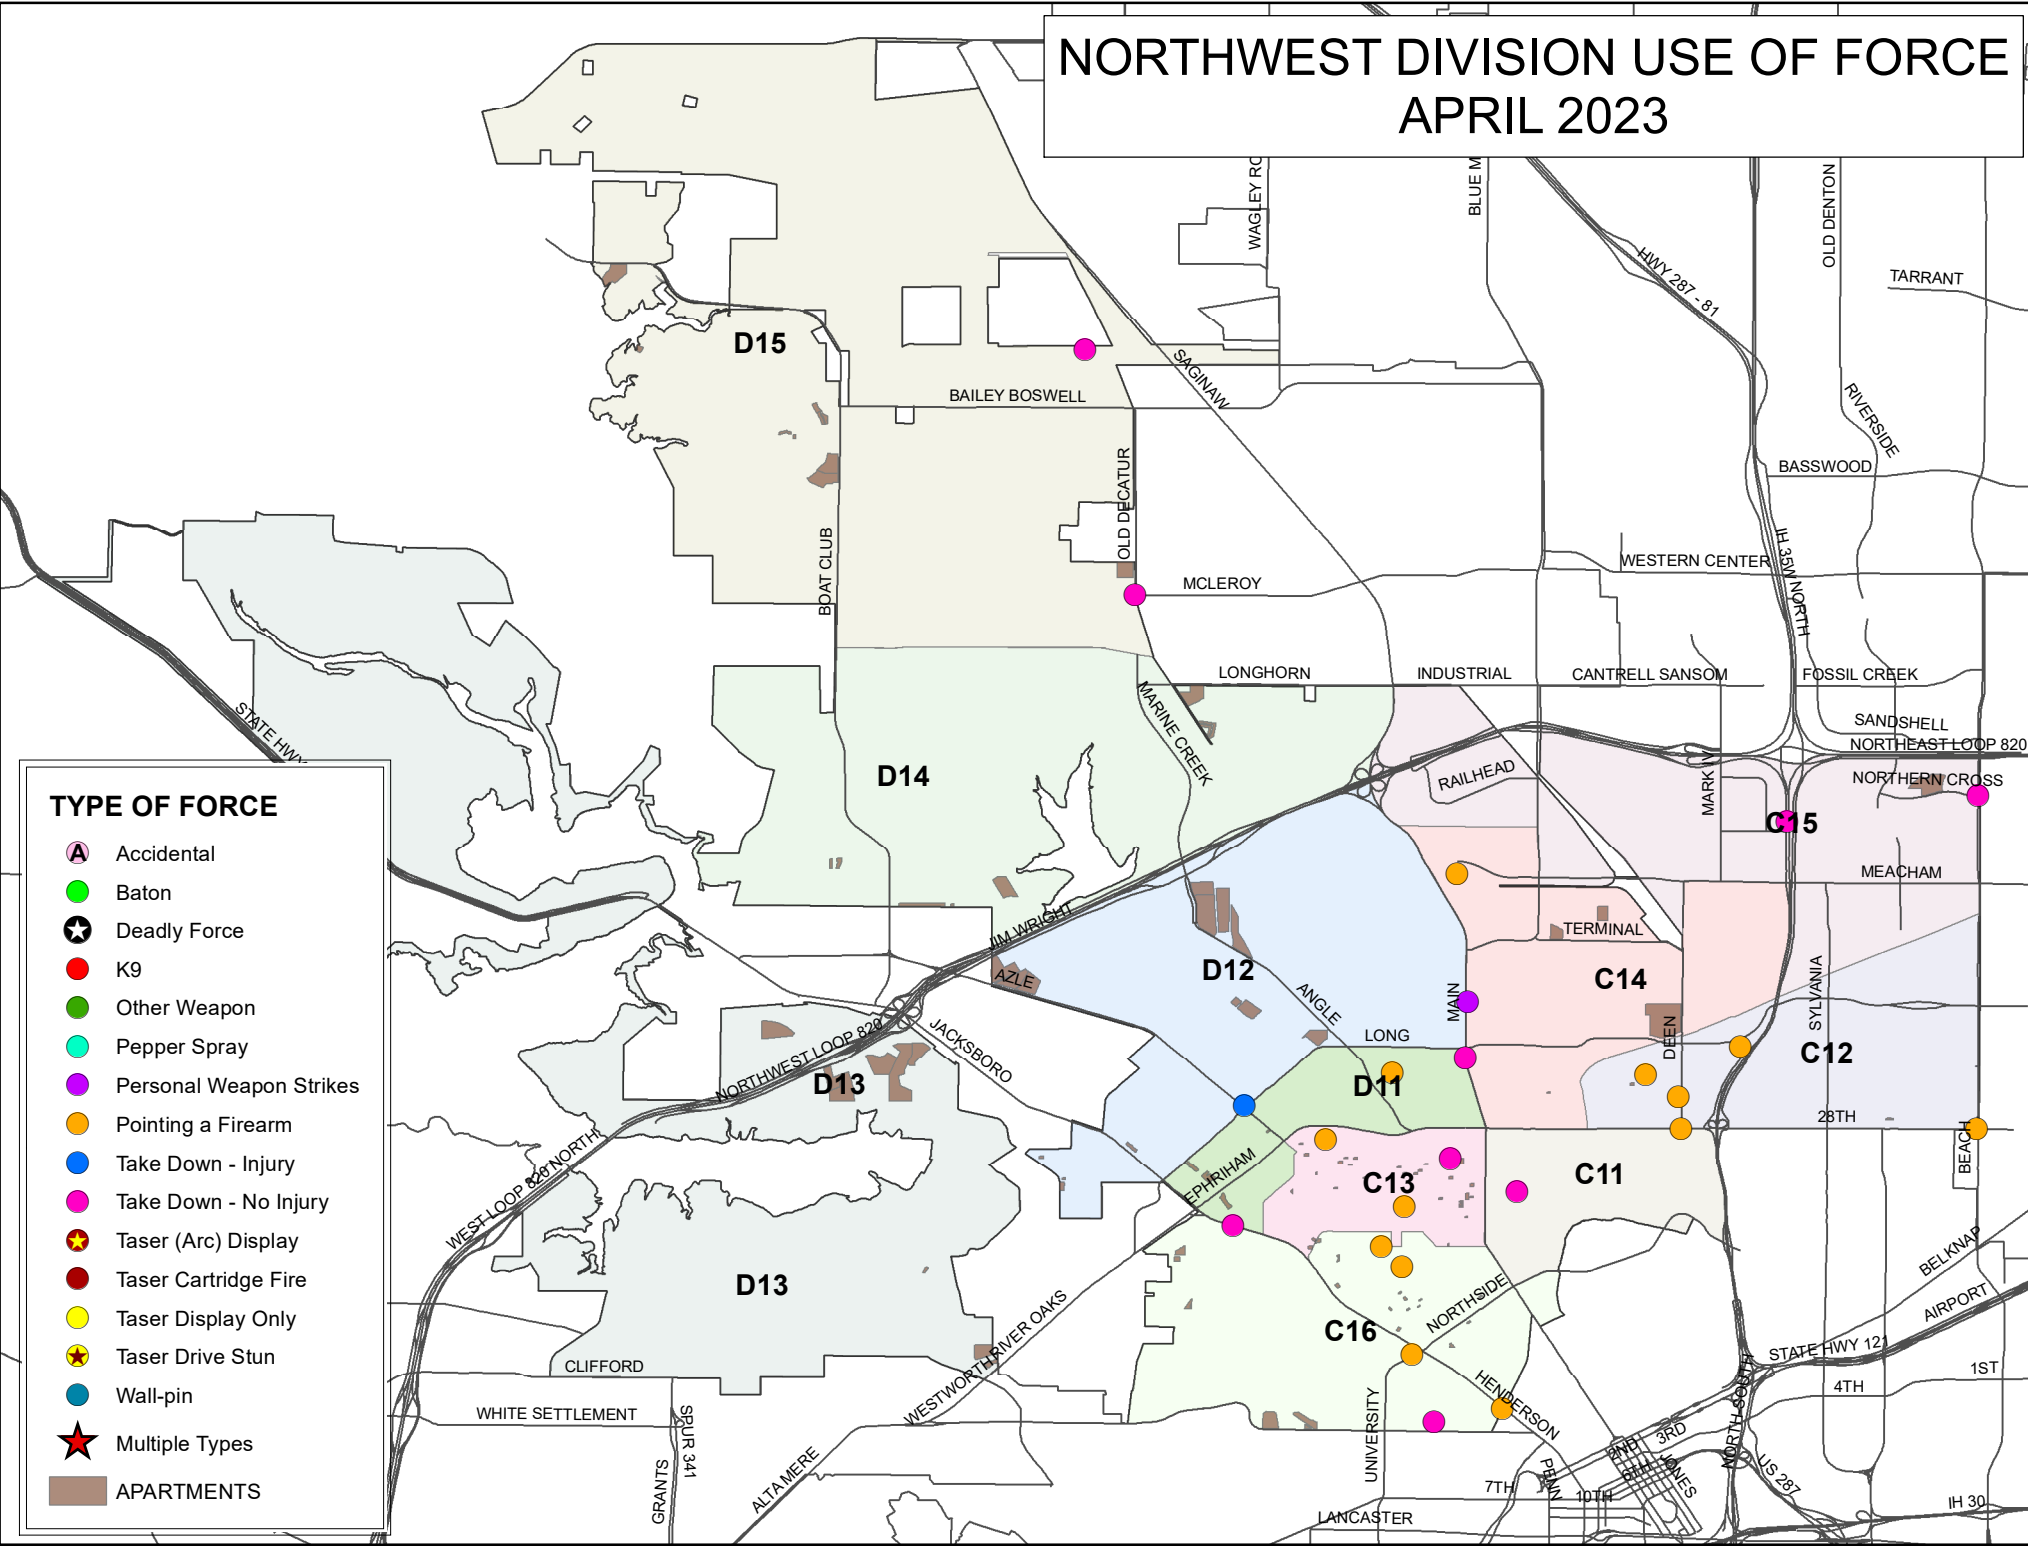 NORTHWEST DIVISION USE OF FORCE
APRIL 2023
WAGLEY RO
BLUE M
OLD DENTON
HWY 287 - 81
TARRANT
D15
SAGINAW
BAILEY BOSWELL
RIVERSIDE
BASSWOOD
OLD DECATUR
BOAT CLUB
IH 35W NORTH
WESTERN CENTER
MCLEROY
LONGHORN
INDUSTRIAL
CANTRELL SANSOM
FOSSIL CREEK
MARINE CREEK
STATE HWY
SANDSHELL
NORTHEAST LOOP 820
D14
RAILHEAD
MARK IV
NORTHERN CROSS
C15
MEACHAM
TERMINAL
JIM WRIGHT
AZLE
D12
ANGLE
MAIN
C14
SYLVANIA
DEEN
LONG
C12
JACKSBORO
NORTHWEST LOOP 820
D13
D11
28TH
BEACH
WEST LOOP 820 NORTH
EPHRIHAM
C13
C11
D13
BELKNAP
AIRPORT
NORTHSIDE
C16
RIVER OAKS
WESTWORTH
STATE HWY 121
1ST
4TH
CLIFFORD
WHITE SETTLEMENT
SPUR 341
GRANTS
ALTA MERE
UNIVERSITY
HENDERSON
NORTH-SOUTH
2ND
3RD
6TH
JONES
US 287
7TH
PENN
10TH
LANCASTER
IH 30
TYPE OF FORCE
A Accidental
Baton
Deadly Force
K9
Other Weapon
Pepper Spray
Personal Weapon Strikes
Pointing a Firearm
Take Down - Injury
Take Down - No Injury
Taser (Arc) Display
Taser Cartridge Fire
Taser Display Only
Taser Drive Stun
Wall-pin
Multiple Types
APARTMENTS